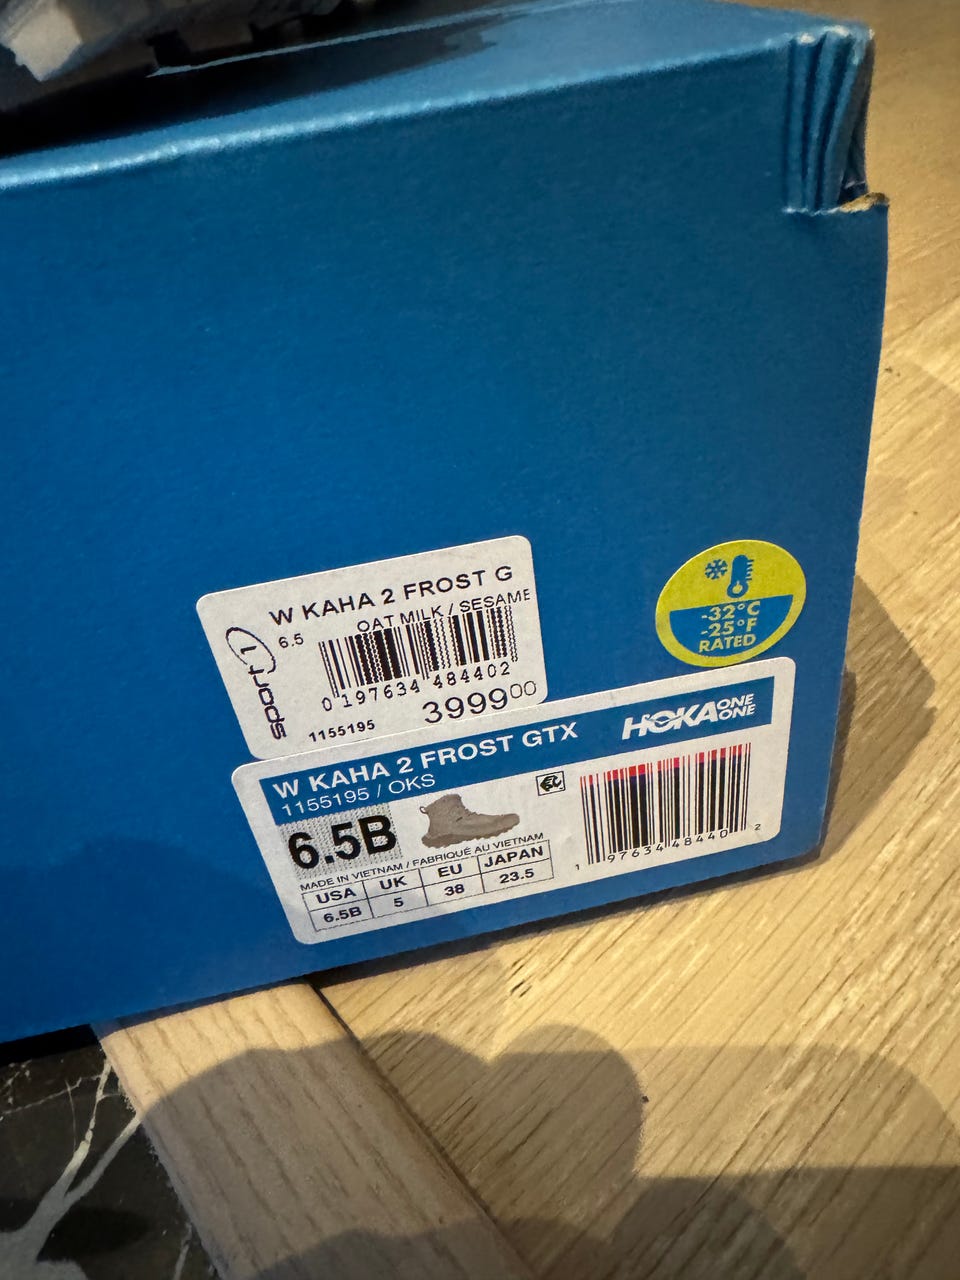 W KAHA 2 FROST G
OAT MILK / SESAME
6.5
sport 1
0 197634 484402
1155195
399900
-32°C
-25°F
RATED
W KAHA 2 FROST GTX
HOKA ONE ONE
1155195 / OKS
6.5B
MADE IN VIETNAM / FABRIQUÉ AU VIETNAM
USA UK EU JAPAN
6.5B 5 38 23.5
1 97634 48440 2